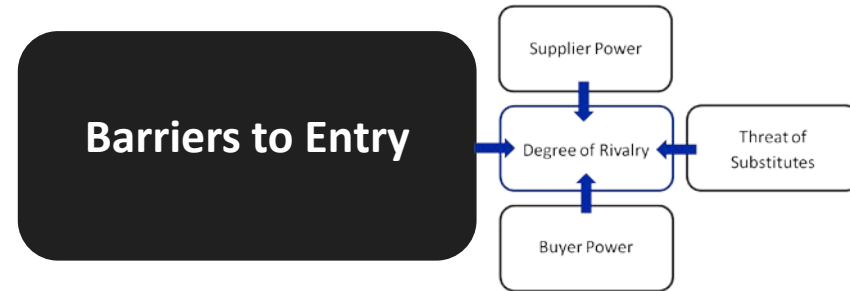 Supplier Power
Barriers to Entry
Degree of Rivalry
Threat of
Substitutes
Buyer Power